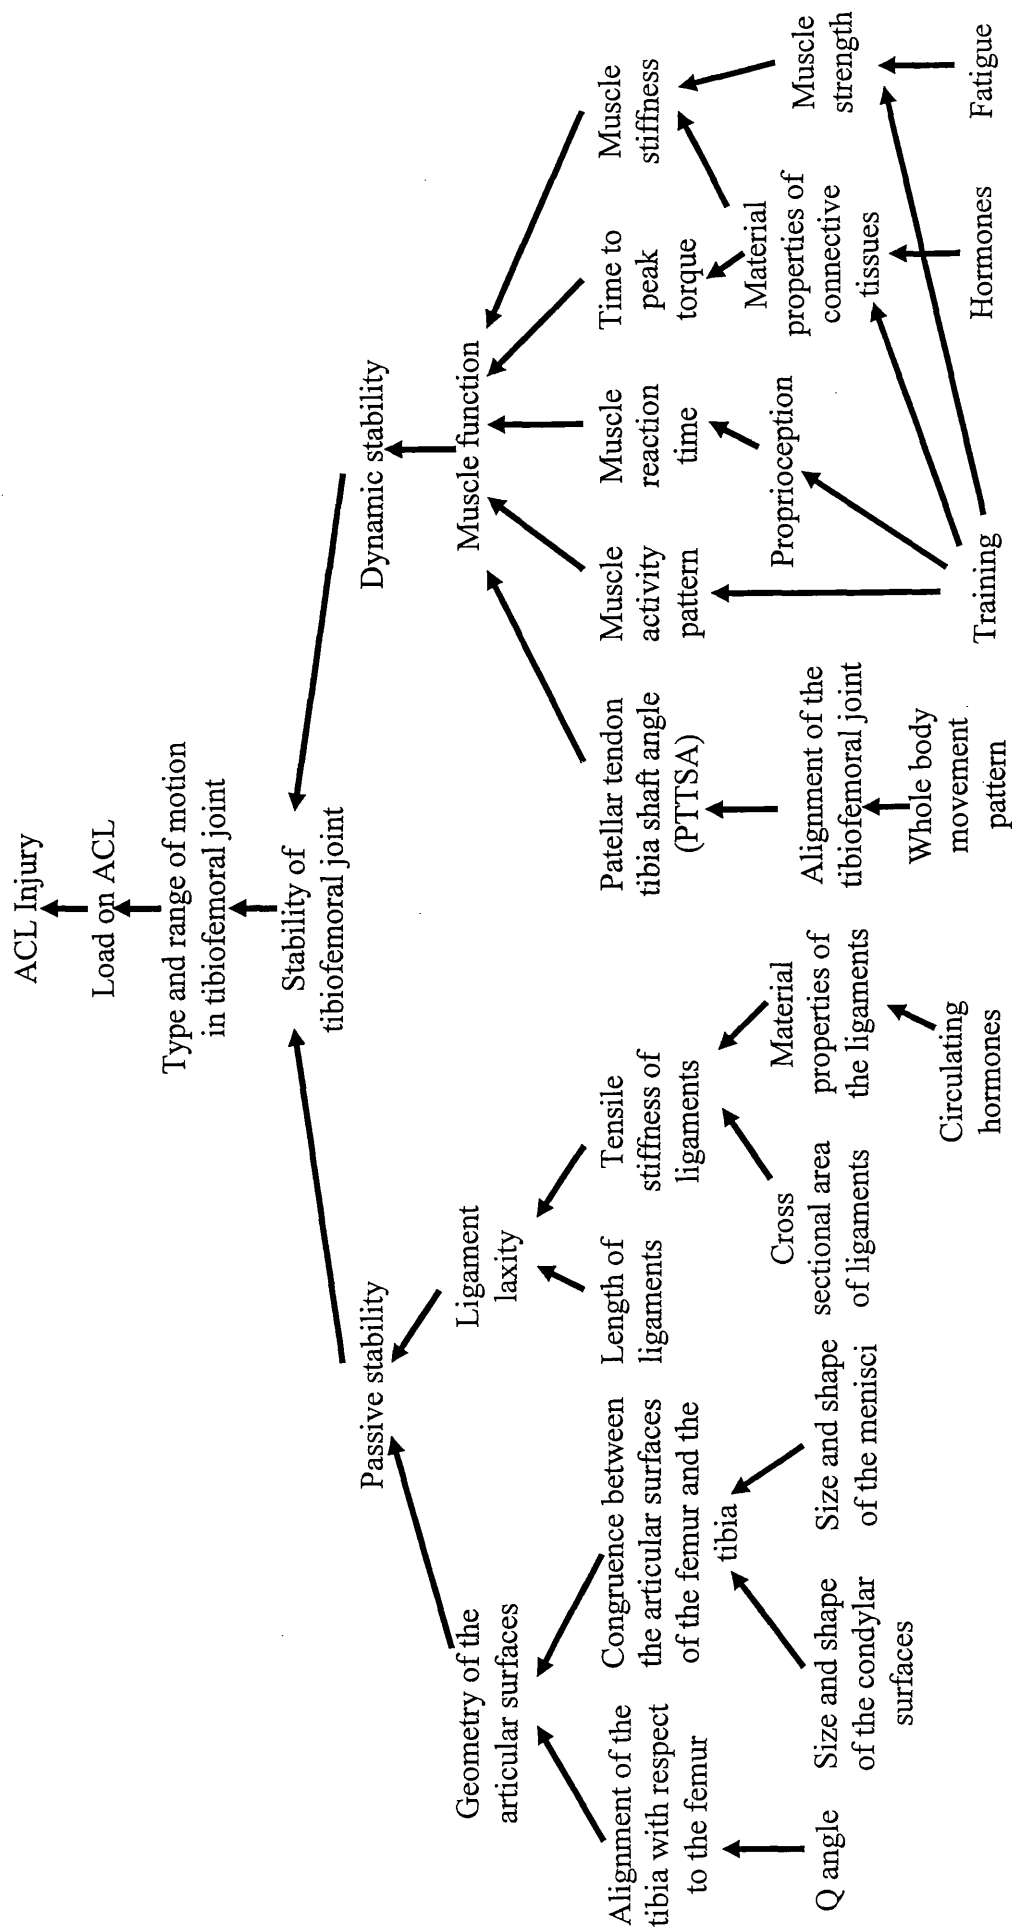 ACL Injury
Load on ACL
Type and range of motion
in tibiofemoral joint
Stability of
tibiofemoral joint
Passive stability
Dynamic stability
Geometry of the
articular surfaces
Ligament
laxity
Muscle function
Alignment of the
tibia with respect
to the femur
Congruence between
the articular surfaces
of the femur and the
tibia
Length of
ligaments
Tensile
stiffness of
ligaments
Patellar tendon
tibia shaft angle
(PTTSA)
Muscle
activity
pattern
Muscle
reaction
time
Time to
peak
torque
Muscle
stiffness
Q angle
Size and shape
of the condylar
surfaces
Size and shape
of the menisci
Cross
sectional area
of ligaments
Material
properties of
the ligaments
Alignment of the
tibiofemoral joint
Proprioception
Material
properties of
connective
tissues
Muscle
strength
Circulating
hormones
Whole body
movement
pattern
Training
Hormones
Fatigue